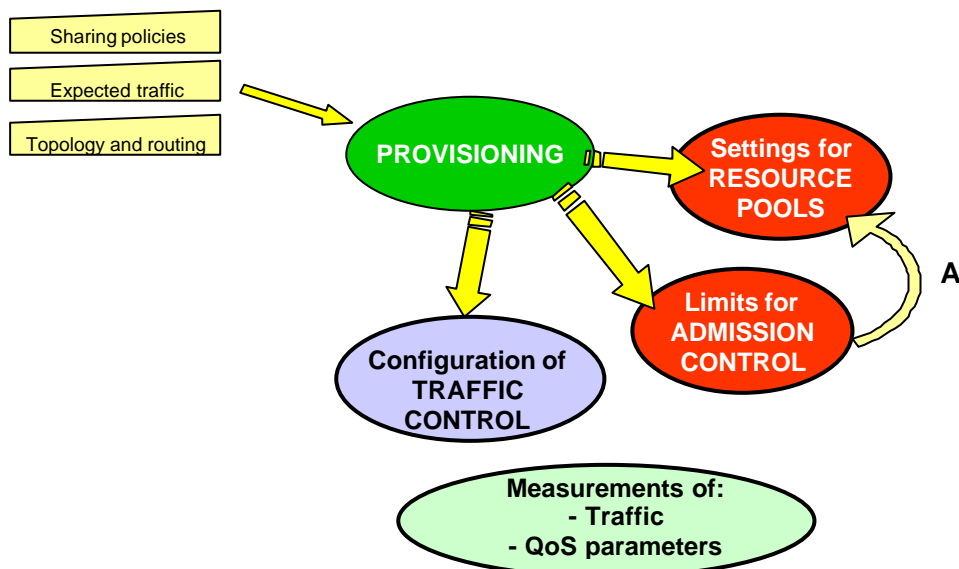 Sharing policies
Expected traffic
Topology and routing
PROVISIONING
Settings for
RESOURCE
POOLS
A
Limits for
ADMISSION
CONTROL
Configuration of
TRAFFIC
CONTROL
Measurements of:
- Traffic
- QoS parameters